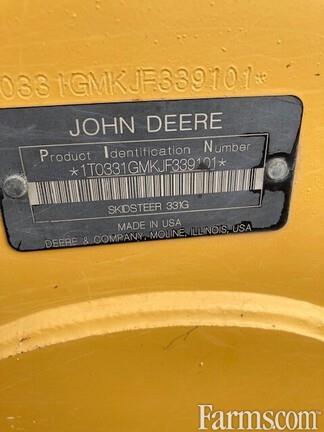 0331GMKJF339101*
JOHN DEERE
Product Identification Number
*1T0331GMKJF339101*
SKIDSTEER 331G
MADE IN USA
DEERE & COMPANY, MOLINE, ILLINOIS, USA
Farms.com®